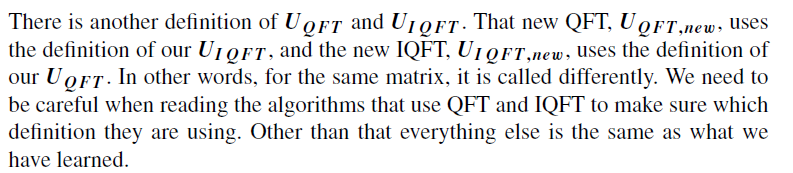 There is another definition of U_QFT and U_IQFT. That new QFT, U_QFT,new, uses
the definition of our U_IQFT, and the new IQFT, U_IQFT,new, uses the definition of
our U_QFT. In other words, for the same matrix, it is called differently. We need to
be careful when reading the algorithms that use QFT and IQFT to make sure which
definition they are using. Other than that everything else is the same as what we
have learned.